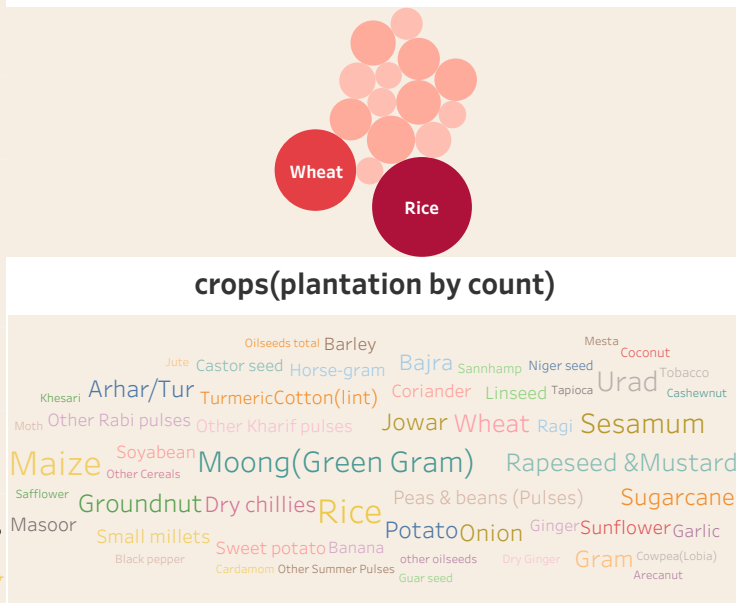 Wheat
Rice
crops(plantation by count)
Oilseeds total Barley Mesta
Jute Castor seed Horse-gram Bajra Sannhamp Niger seed Coconut
Khesari Arhar/Tur Turmeric Cotton(lint) Coriander Linseed Tapioca Urad Tobacco
Cashewnut
Moth Other Rabi pulses Other Kharif pulses Jowar Wheat Ragi Sesamum
Maize Soyabean Moong(Green Gram) Rapeseed &Mustard
Other Cereals
Safflower Groundnut Dry chillies Rice Peas & beans (Pulses) Sugarcane
Masoor Small millets Potato Onion Ginger Sunflower Garlic
Black pepper Sweet potato Banana other oilseeds Dry Ginger Gram Cowpea(Lobia)
Cardamom Other Summer Pulses Guar seed Arecanut